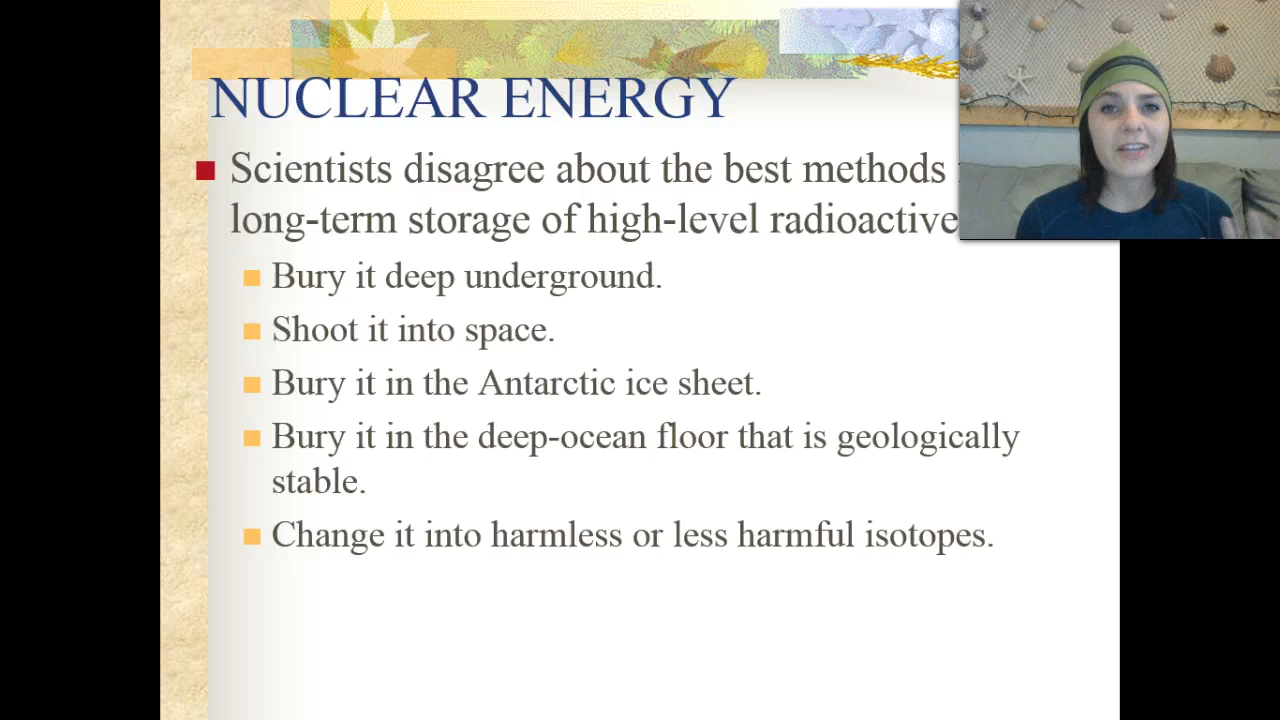 NUCLEAR ENERGY
Scientists disagree about the best methods
long-term storage of high-level radioactive
Bury it deep underground.
Shoot it into space.
Bury it in the Antarctic ice sheet.
Bury it in the deep-ocean floor that is geologically
stable.
Change it into harmless or less harmful isotopes.